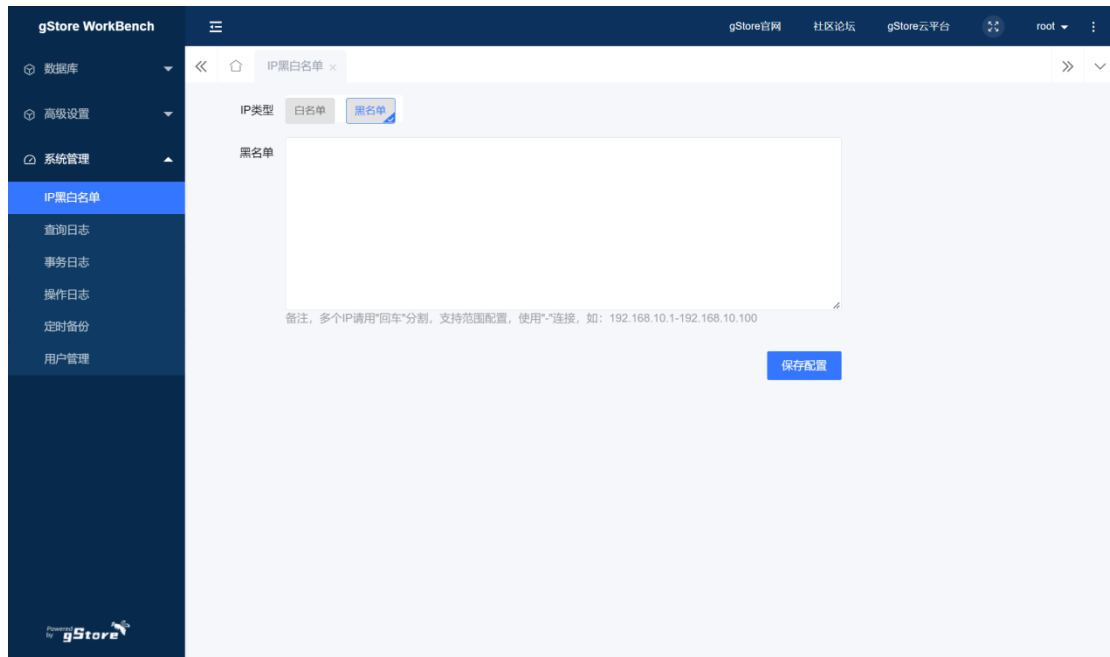 gStore WorkBench
gStore官网 社区论坛 gStore云平台 root
数据库
IP黑白名单
高级设置
IP类型 白名单 黑名单
系统管理
黑名单
IP黑白名单
查询日志
事务日志
操作日志
定时备份
用户管理
备注，多个IP请用"回车"分割，支持范围配置，使用"-"连接，如：192.168.10.1-192.168.10.100
保存配置
Powered by gStore